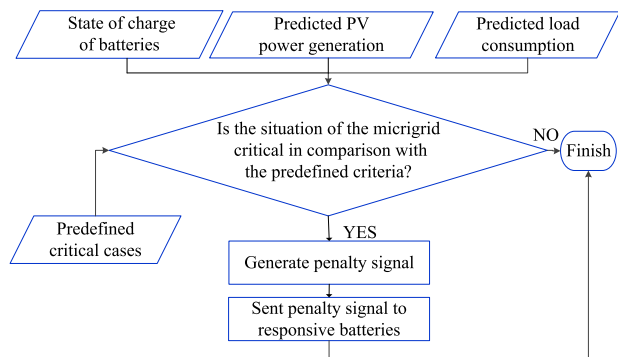 State of charge
of batteries
Predicted PV
power generation
Predicted load
consumption
Is the situation of the micrigrid
critical in comparison with
the predefined criteria?
NO
Finish
Predefined
critical cases
YES
Generate penalty signal
Sent penalty signal to
responsive batteries